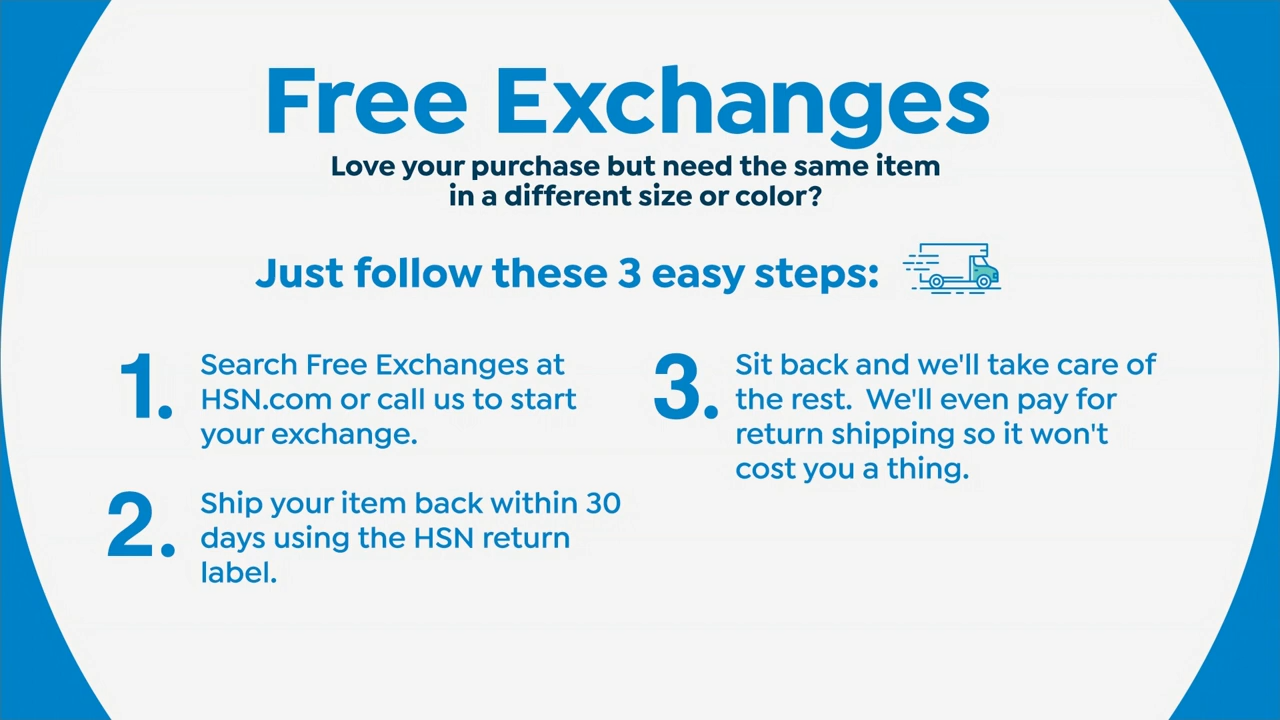 Free Exchanges
Love your purchase but need the same item
in a different size or color?
Just follow these 3 easy steps:
1. Search Free Exchanges at
HSN.com or call us to start
your exchange.
2. Ship your item back within 30
days using the HSN return
label.
3. Sit back and we'll take care of
the rest.  We'll even pay for
return shipping so it won't
cost you a thing.